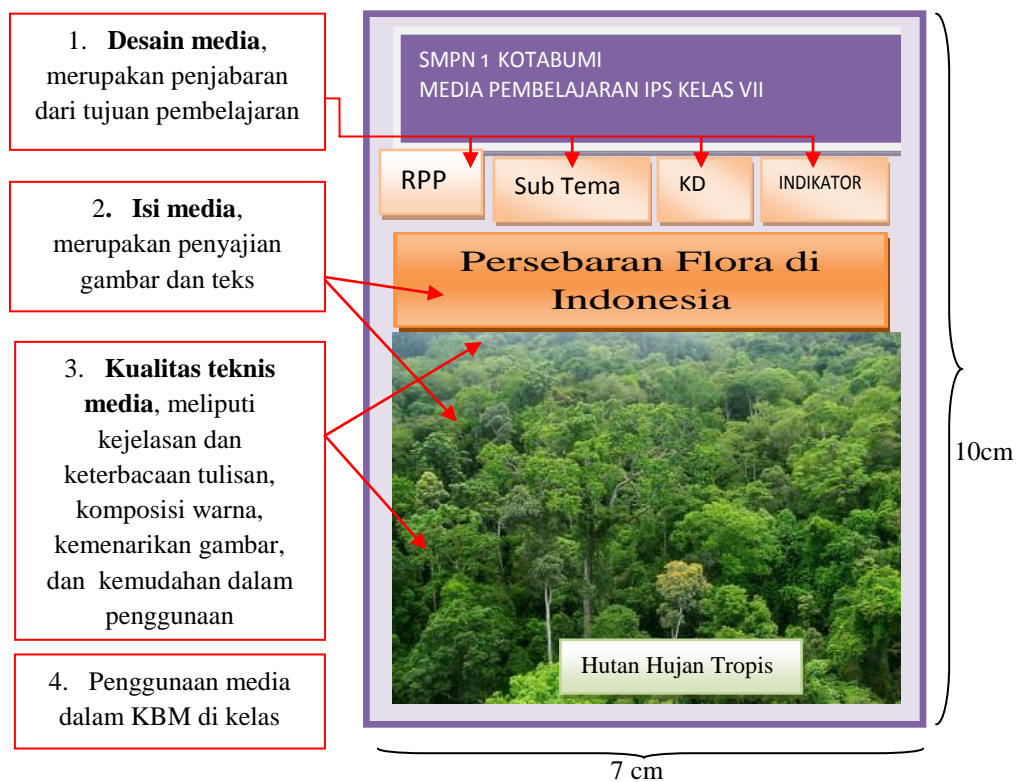 1. Desain media,
merupakan penjabaran
dari tujuan pembelajaran
2. Isi media,
merupakan penyajian
gambar dan teks
3. Kualitas teknis
media, meliputi
kejelasan dan
keterbacaan tulisan,
komposisi warna,
kemenarikan gambar,
dan kemudahan dalam
penggunaan
4. Penggunaan media
dalam KBM di kelas
SMPN 1 KOTABUMI
MEDIA PEMBELAJARAN IPS KELAS VII
RPP
Sub Tema
KD
INDIKATOR
Persebaran Flora di
Indonesia
Hutan Hujan Tropis
10cm
7 cm